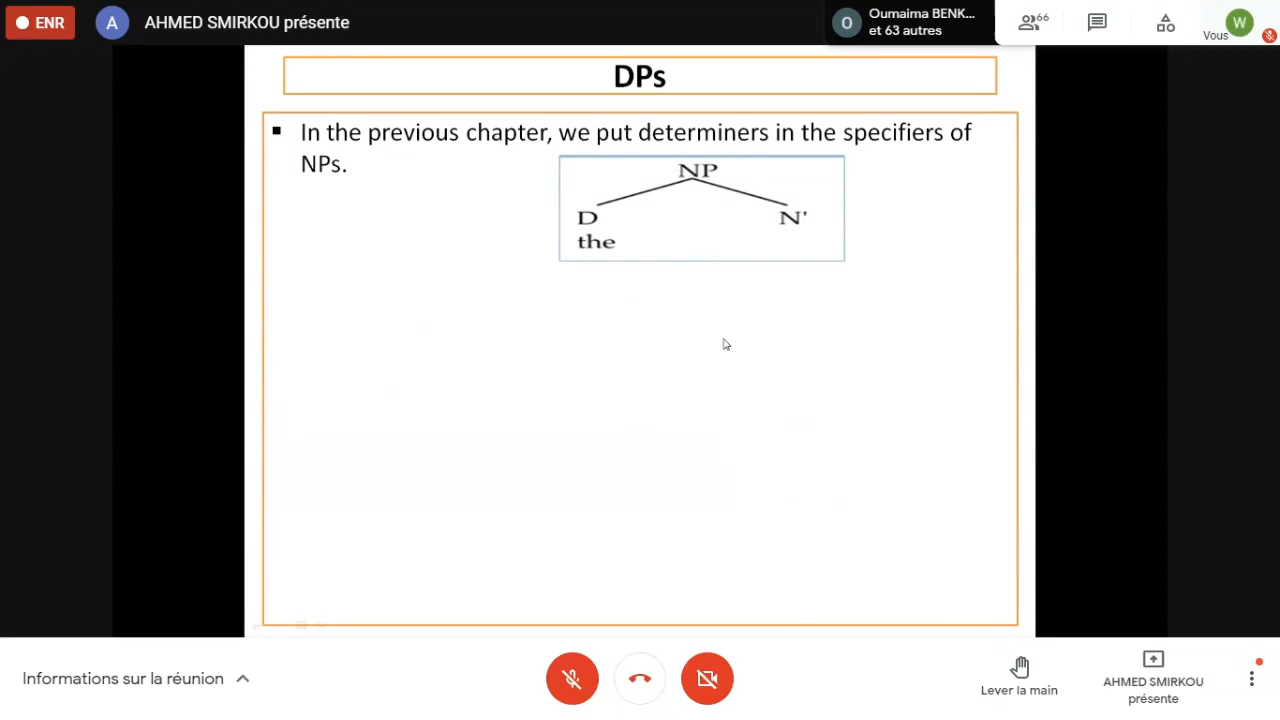 ENR
A
AHMED SMIRKOU présente
O
Oumaima BENK...
et 63 autres
66
Vous
W
DPs
In the previous chapter, we put determiners in the specifiers of
NPs.
NP
D
N'
the
Informations sur la réunion
Lever la main
AHMED SMIRKOU
présente